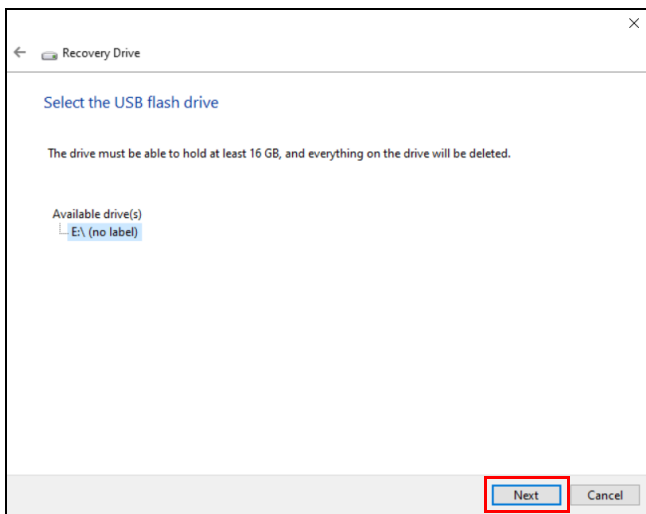 Recovery Drive
Select the USB flash drive
The drive must be able to hold at least 16 GB, and everything on the drive will be deleted.
Available drive(s)
E:\ (no label)
Next Cancel